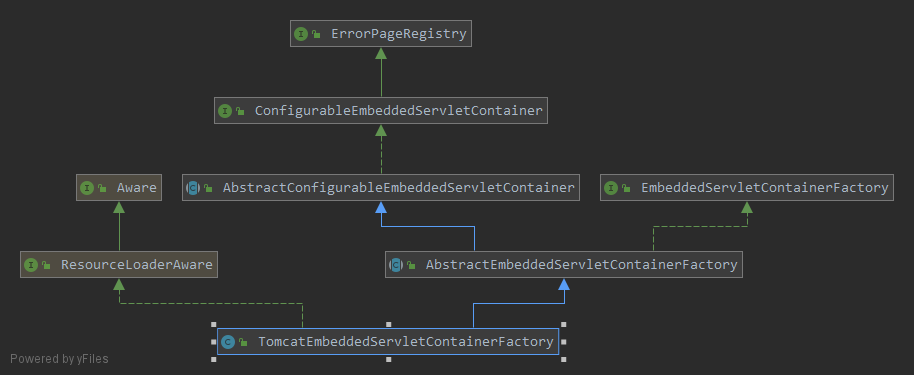 ErrorPageRegistry
ConfigurableEmbeddedServletContainer
Aware
AbstractConfigurableEmbeddedServletContainer
EmbeddedServletContainerFactory
ResourceLoaderAware
AbstractEmbeddedServletContainerFactory
TomcatEmbeddedServletContainerFactory
Powered by yFiles